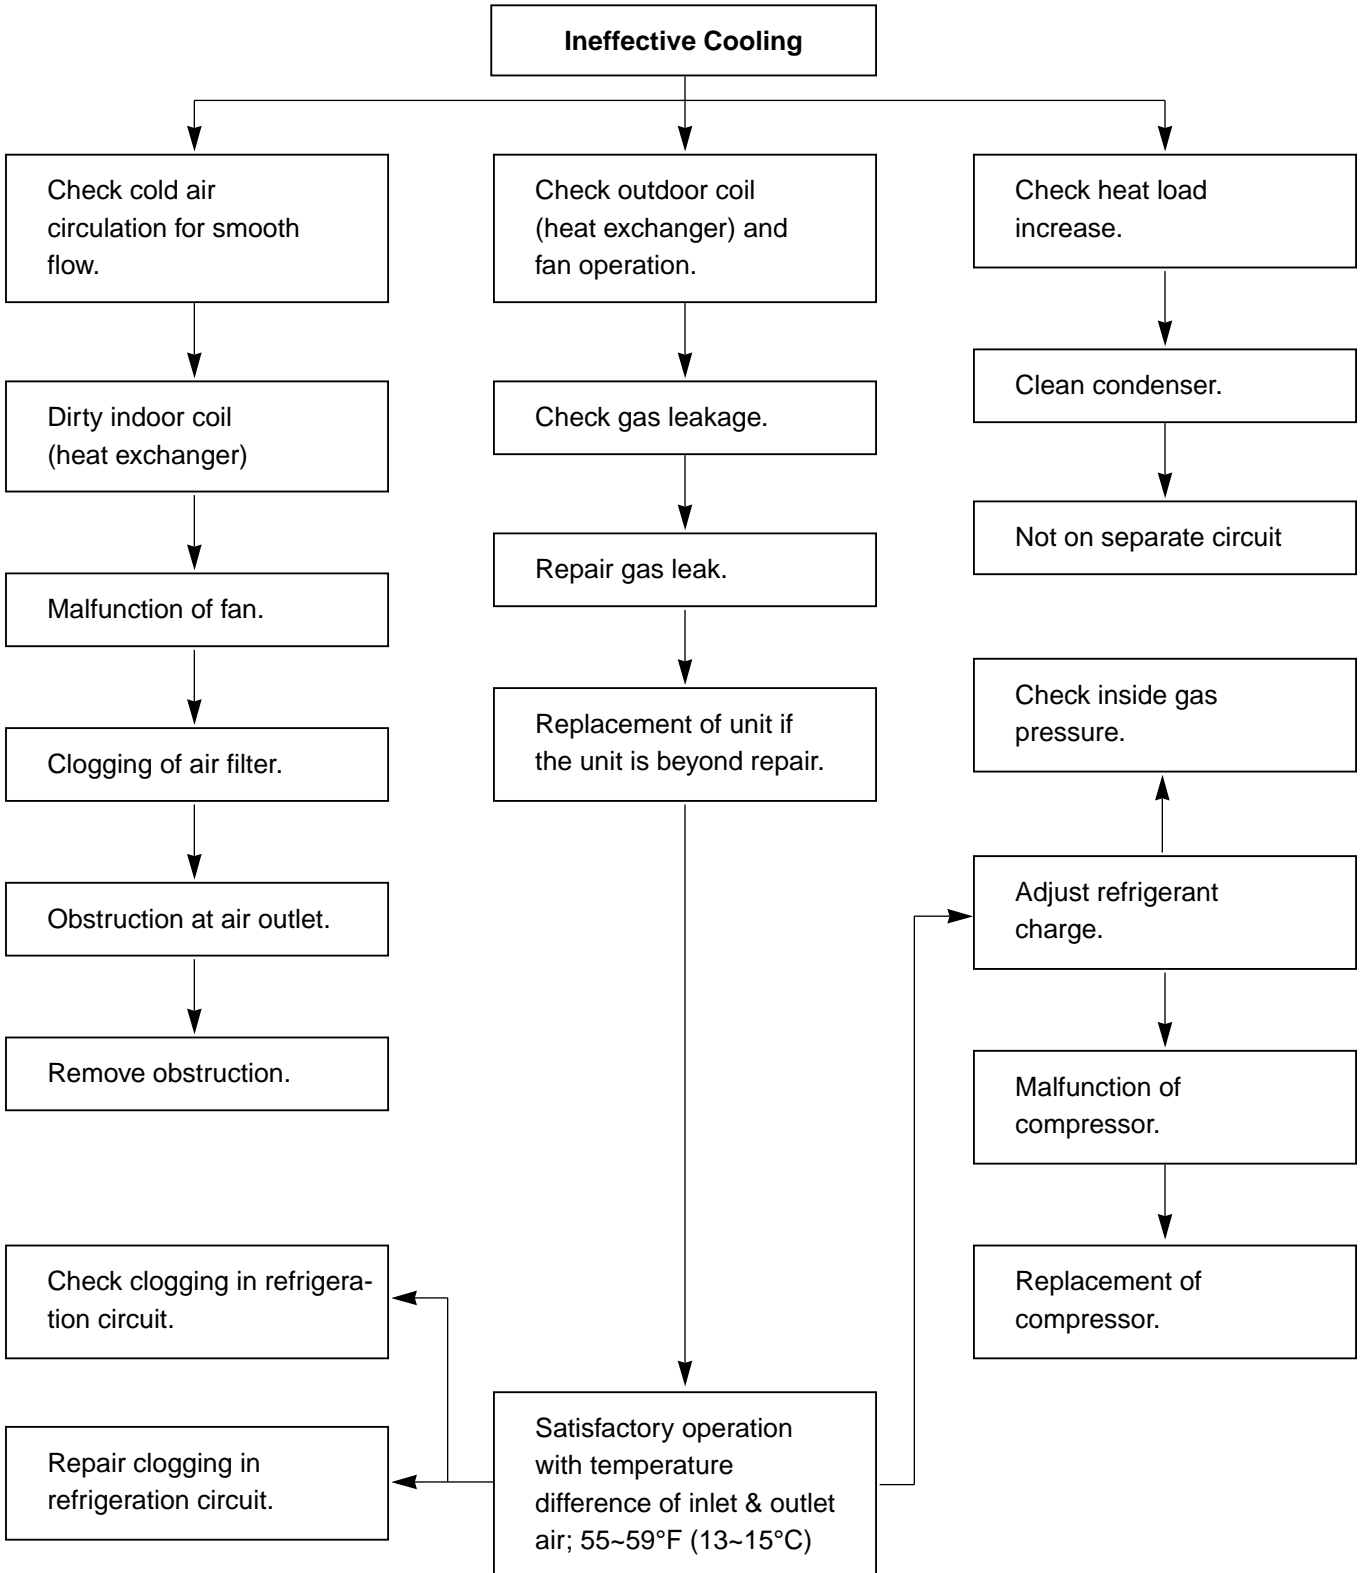 Ineffective Cooling
Check cold air
circulation for smooth
flow.
Check outdoor coil
(heat exchanger) and
fan operation.
Check heat load
increase.
Dirty indoor coil
(heat exchanger)
Check gas leakage.
Clean condenser.
Not on separate circuit
Malfunction of fan.
Repair gas leak.
Check inside gas
pressure.
Clogging of air filter.
Replacement of unit if
the unit is beyond repair.
Obstruction at air outlet.
Adjust refrigerant
charge.
Remove obstruction.
Malfunction of
compressor.
Check clogging in refrigera-
tion circuit.
Replacement of
compressor.
Repair clogging in
refrigeration circuit.
Satisfactory operation
with temperature
difference of inlet & outlet
air; 55~59°F (13~15°C)